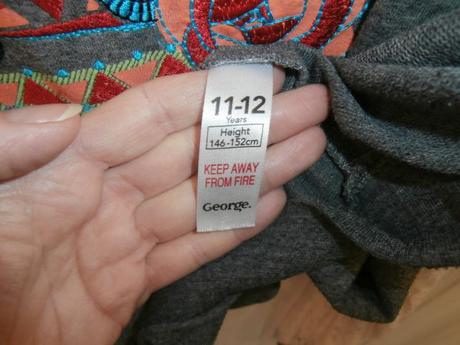 11-12
Years
Height
146-152cm
KEEP AWAY
FROM FIRE
George.